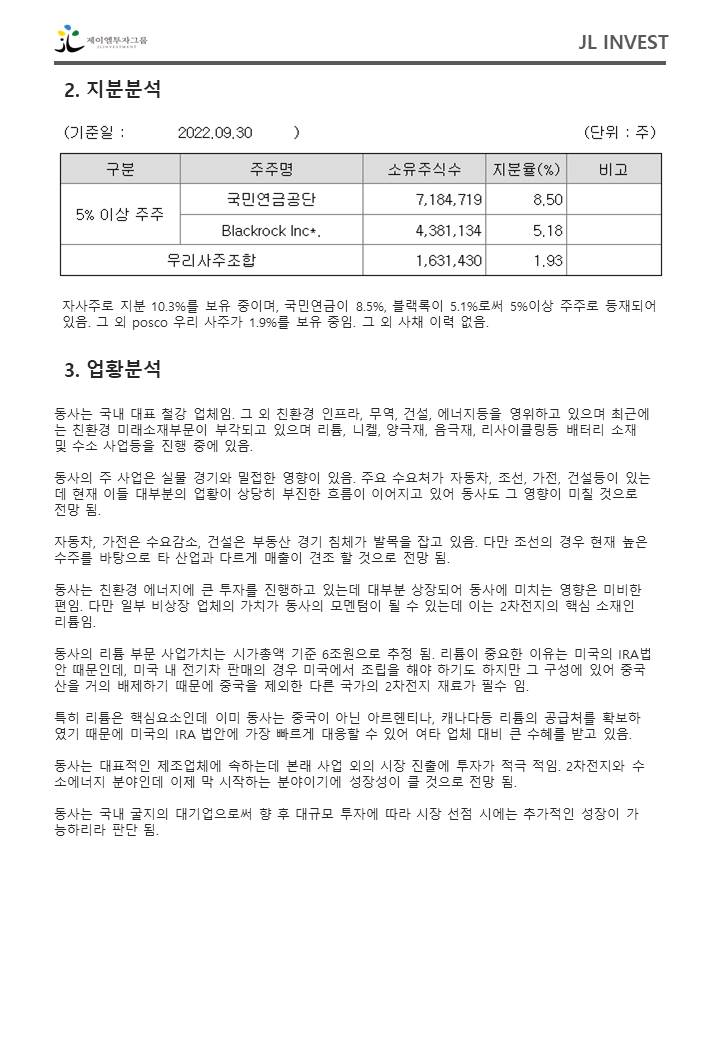 제이엘투자그룹
JLINVESTMENT
JL INVEST
2. 지분분석
(기준일 : 2022.09.30 ) (단위 : 주)
구분 주주명 소유주식수 지분율(%) 비고
5% 이상 주주 국민연금공단 7,184,719 8.50
Blackrock Inc*. 4,381,134 5.18
우리사주조합 1,631,430 1.93
자사주로 지분 10.3%를 보유 중이며, 국민연금이 8.5%, 블랙록이 5.1%로써 5%이상 주주로 등재되어
있음. 그 외 posco 우리 사주가 1.9%를 보유 중임. 그 외 사채 이력 없음.
3. 업황분석
동사는 국내 대표 철강 업체임. 그 외 친환경 인프라, 무역, 건설, 에너지등을 영위하고 있으며 최근에
는 친환경 미래소재부문이 부각되고 있으며 리튬, 니켈, 양극재, 음극재, 리사이클링등 배터리 소재
및 수소 사업등을 진행 중에 있음.
동사의 주 사업은 실물 경기와 밀접한 영향이 있음. 주요 수요처가 자동차, 조선, 가전, 건설등이 있는
데 현재 이들 대부분의 업황이 상당히 부진한 흐름이 이어지고 있어 동사도 그 영향이 미칠 것으로
전망 됨.
자동차, 가전은 수요감소, 건설은 부동산 경기 침체가 발목을 잡고 있음. 다만 조선의 경우 현재 높은
수주를 바탕으로 타 산업과 다르게 매출이 견조 할 것으로 전망 됨.
동사는 친환경 에너지에 큰 투자를 진행하고 있는데 대부분 상장되어 동사에 미치는 영향은 미비한
편임. 다만 일부 비상장 업체의 가치가 동사의 모멘텀이 될 수 있는데 이는 2차전지의 핵심 소재인
리튬임.
동사의 리튬 부문 사업가치는 시가총액 기준 6조원으로 추정 됨. 리튬이 중요한 이유는 미국의 IRA법
안 때문인데, 미국 내 전기차 판매의 경우 미국에서 조립을 해야 하기도 하지만 그 구성에 있어 중국
산을 거의 배제하기 때문에 중국을 제외한 다른 국가의 2차전지 재료가 필수 임.
특히 리튬은 핵심요소인데 이미 동사는 중국이 아닌 아르헨티나, 캐나다등 리튬의 공급처를 확보하
였기 때문에 미국의 IRA 법안에 가장 빠르게 대응할 수 있어 여타 업체 대비 큰 수혜를 받고 있음.
동사는 대표적인 제조업체에 속하는데 본래 사업 외의 시장 진출에 투자가 적극 적임. 2차전지와 수
소에너지 분야인데 이제 막 시작하는 분야이기에 성장성이 클 것으로 전망 됨.
동사는 국내 굴지의 대기업으로써 향 후 대규모 투자에 따라 시장 선점 시에는 추가적인 성장이 가
능하리라 판단 됨.